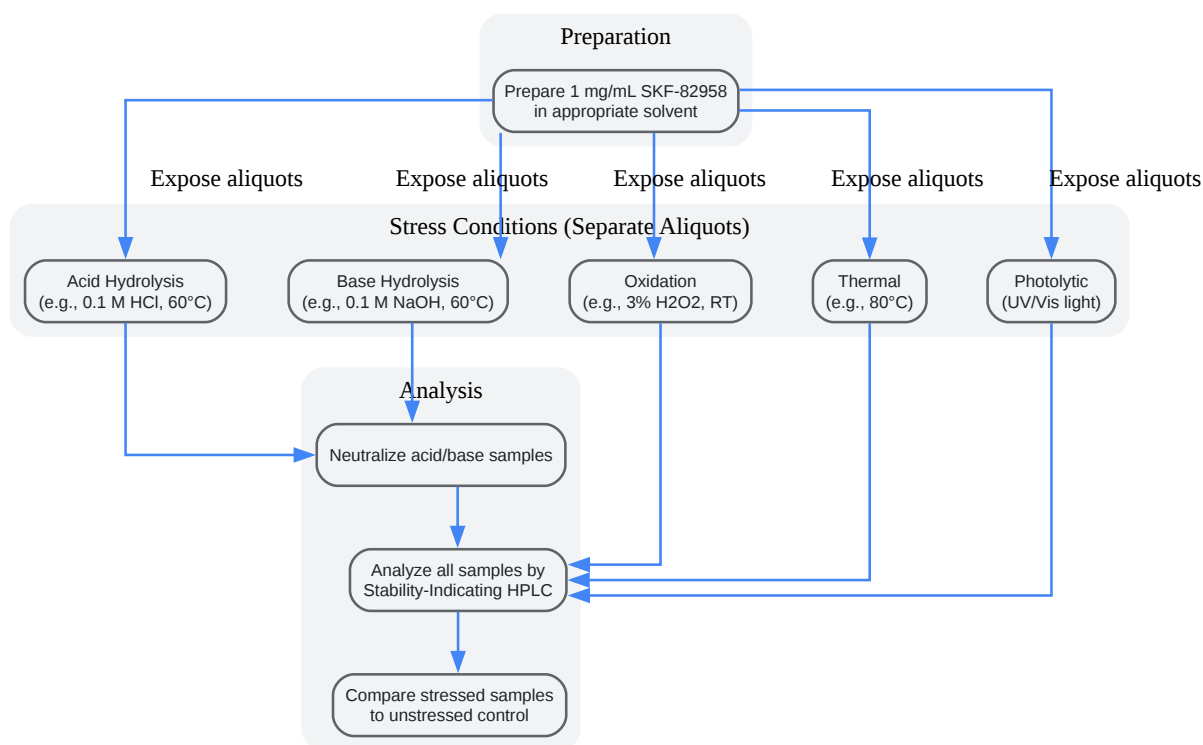 Preparation
Prepare 1 mg/mL SKF-82958
in appropriate solvent
Expose aliquots
Expose aliquots
Expose aliquots
Expose aliquots
Expose aliquots
Stress Conditions (Separate Aliquots)
Acid Hydrolysis
(e.g., 0.1 M HCl, 60°C)
Base Hydrolysis
(e.g., 0.1 M NaOH, 60°C)
Oxidation
(e.g., 3% H2O2, RT)
Thermal
(e.g., 80°C)
Photolytic
(UV/Vis light)
Analysis
Neutralize acid/base samples
Analyze all samples by
Stability-Indicating HPLC
Compare stressed samples
to unstressed control